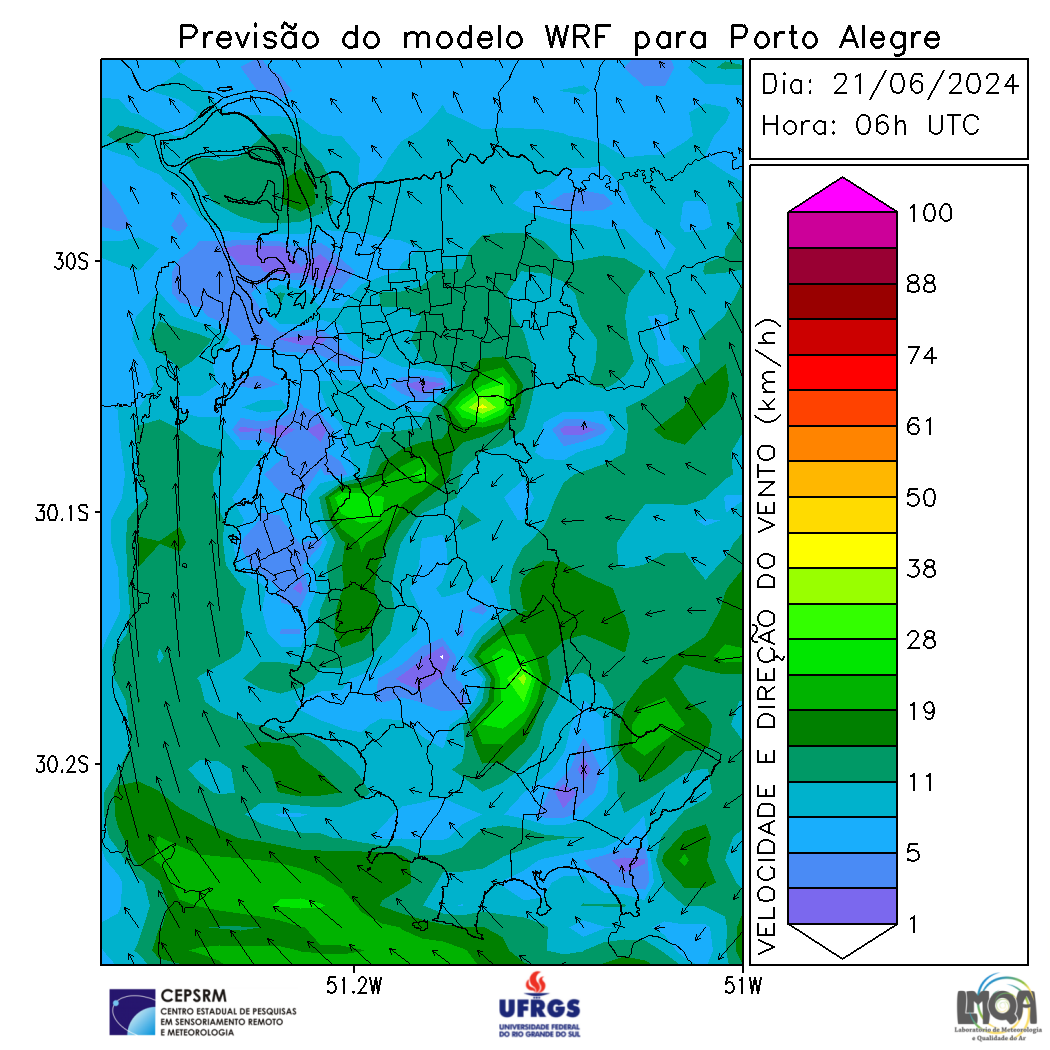 Previsão do modelo WRF para Porto Alegre
Dia: 21/06/2024
Hora: 06h UTC
30S
30.1S
30.2S
51.2W
51W
VELOCIDADE E DIREÇÃO DO VENTO (km/h)
100
88
74
61
50
38
28
19
11
5
1
CEPSRM
CENTRO ESTADUAL DE PESQUISAS
EM SENSORIAMENTO REMOTO
E METEOROLOGIA
UFRGS
UNIVERSIDADE FEDERAL
DO RIO GRANDE DO SUL
LMQA
Laboratório de Meteorologia
e Qualidade do Ar